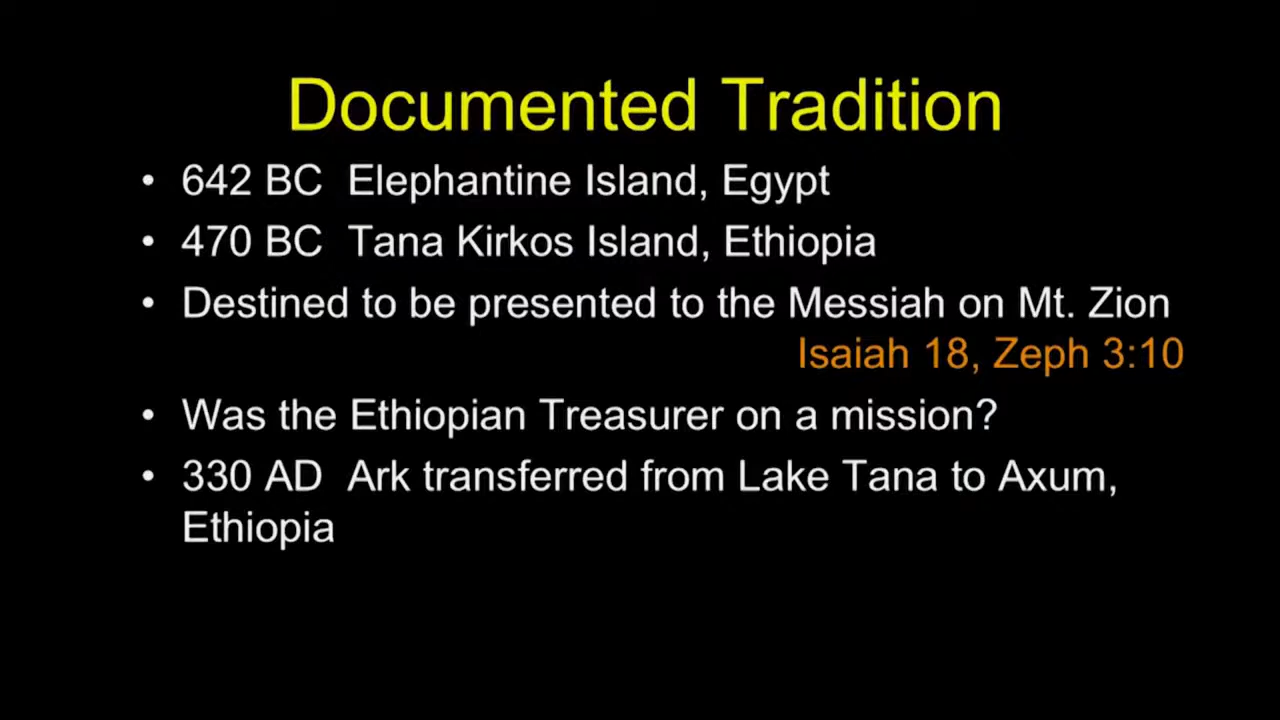 Documented Tradition
• 642 BC Elephantine Island, Egypt
• 470 BC Tana Kirkos Island, Ethiopia
• Destined to be presented to the Messiah on Mt. Zion
Isaiah 18, Zeph 3:10
• Was the Ethiopian Treasurer on a mission?
• 330 AD Ark transferred from Lake Tana to Axum,
Ethiopia